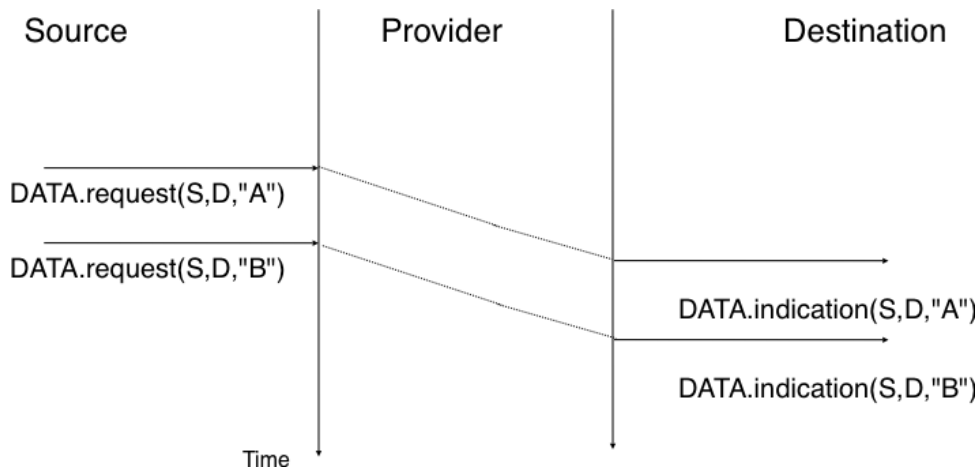 Source
Provider
Destination
DATA.request(S,D,"A")
DATA.request(S,D,"B")
DATA.indication(S,D,"A")
DATA.indication(S,D,"B")
Time